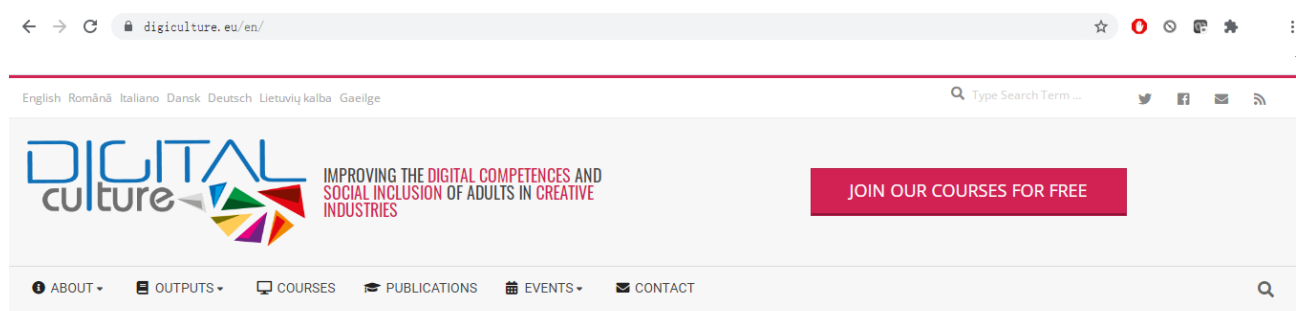 digiculture.eu/en/
English Română Italiano Dansk Deutsch Lietuvių kalba Gaeilge
Type Search Term ...
DIGITAL
culture
IMPROVING THE DIGITAL COMPETENCES AND
SOCIAL INCLUSION OF ADULTS IN CREATIVE
INDUSTRIES
JOIN OUR COURSES FOR FREE
ABOUT OUTPUTS COURSES PUBLICATIONS EVENTS CONTACT